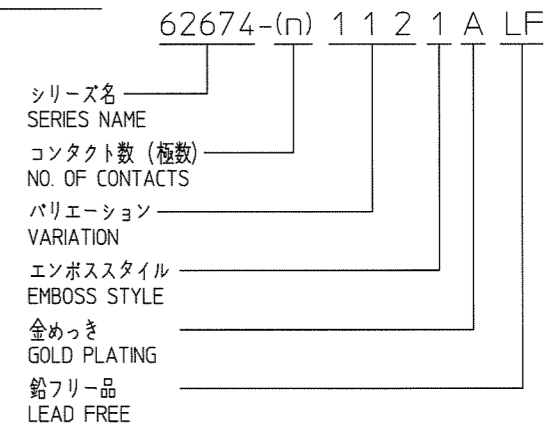 62674-(n) 1 1 2 1 A LF
シリーズ名
SERIES NAME
コンタクト数 (極数)
NO. OF CONTACTS
バリエーション
VARIATION
エンボススタイル
EMBOSS STYLE
金めっき
GOLD PLATING
鉛フリー品
LEAD FREE